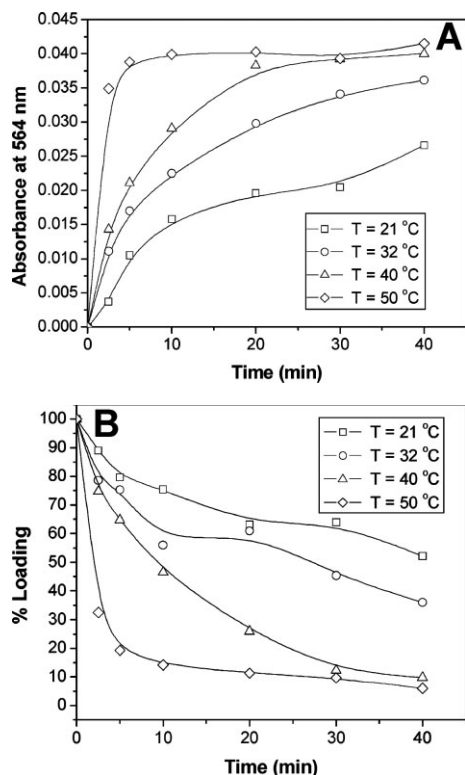 A
Absorbance at 564 nm
0.045
0.040
0.035
0.030
0.025
0.020
0.015
0.010
0.005
0.000
T = 21 °C
T = 32 °C
T = 40 °C
T = 50 °C
0 10 20 30 40
Time (min)
B
% Loading
100
90
80
70
60
50
40
30
20
10
0
T = 21 °C
T = 32 °C
T = 40 °C
T = 50 °C
0 10 20 30 40
Time (min)